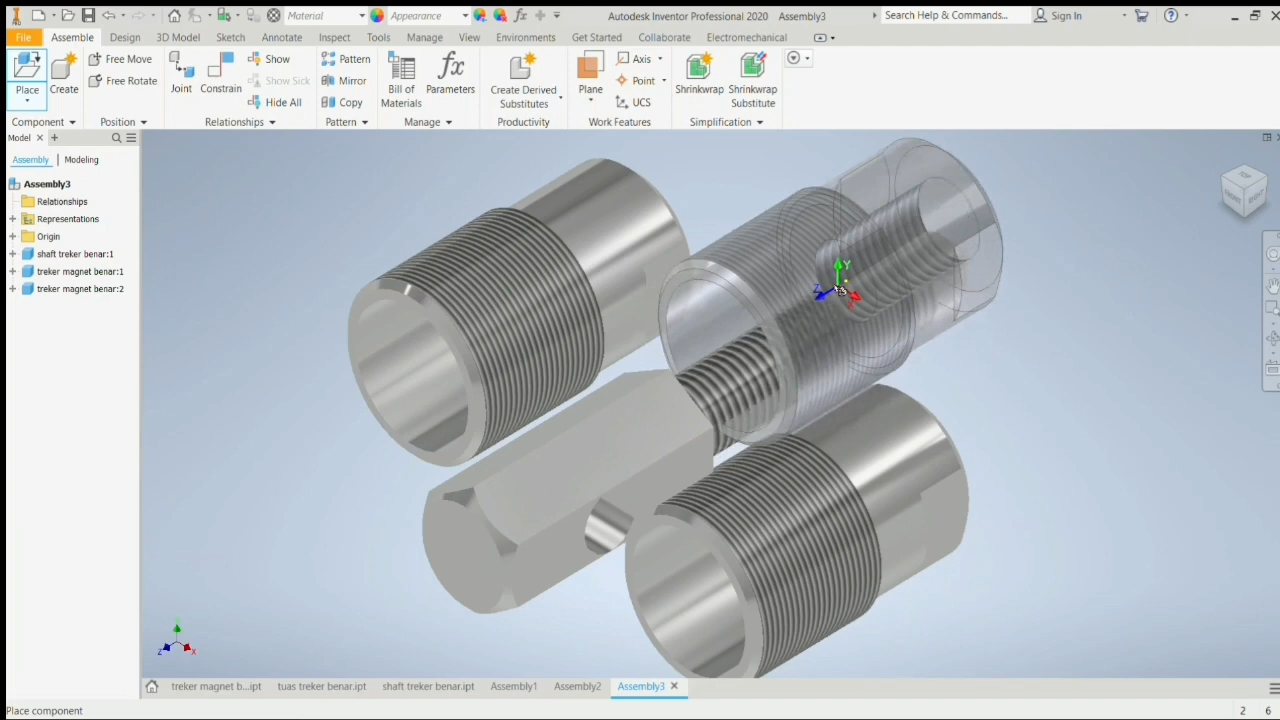 Material
Appearance
fx
Autodesk Inventor Professional 2020 Assembly3
Search Help & Commands...
Sign In
File Assemble Design 3D Model Sketch Annotate Inspect Tools Manage View Environments Get Started Collaborate Electromechanical
Place
Create
Free Move
Free Rotate
Joint
Constrain
Show
Show Sick
Hide All
Pattern
Mirror
Copy
Bill of
Materials
fx
Parameters
Create Derived
Substitutes
Plane
Axis
Point
UCS
Shrinkwrap
Shrinkwrap
Substitute
Component Position Relationships Pattern Manage Productivity Work Features Simplification
Model
Assembly | Modeling
Assembly3
Relationships
Representations
Origin
shaft treker benar:1
treker magnet benar:1
treker magnet benar:2
Y
Z
Z
X
treker magnet b...ipt tuas treker benar.ipt shaft treker benar.ipt Assembly1 Assembly2 Assembly3
Place component
2 6